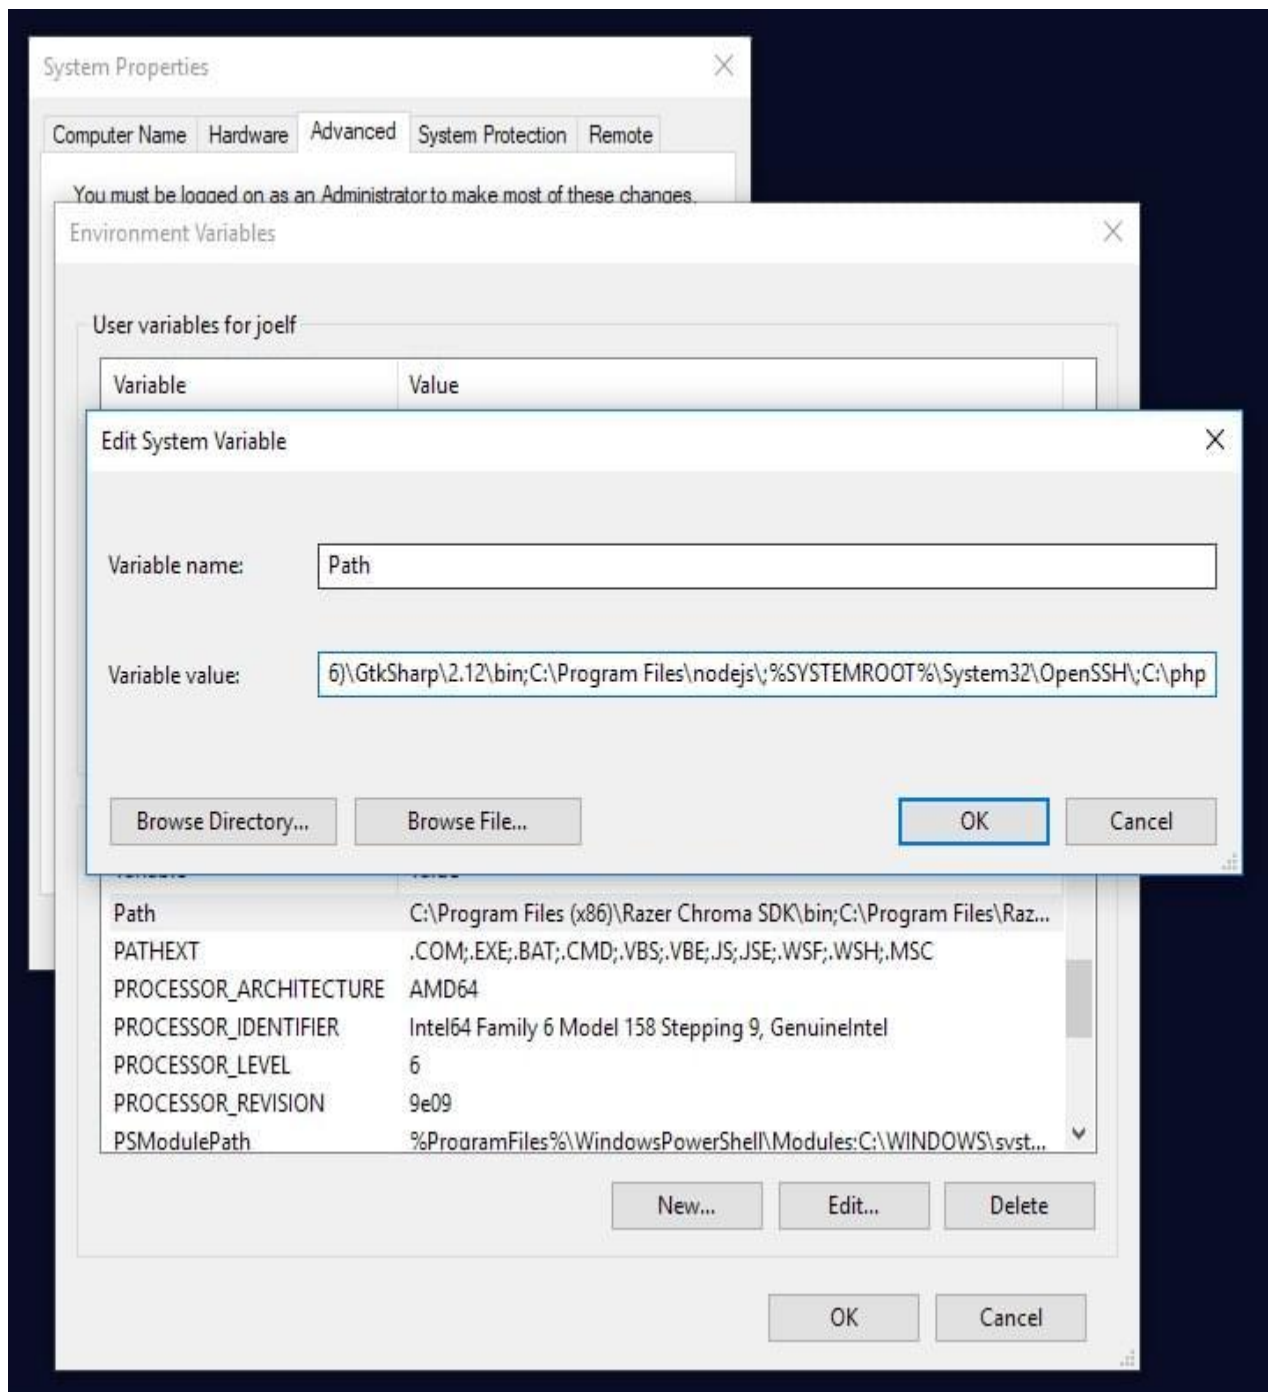 System Properties
Computer Name Hardware Advanced System Protection Remote
You must be logged on as an Administrator to make most of these changes.
Environment Variables
User variables for joelf
Variable Value
Edit System Variable
Variable name: Path
Variable value: 6)\GtkSharp\2.12\bin;C:\Program Files\nodejs\;%SYSTEMROOT%\System32\OpenSSH\;C:\php
Browse Directory... Browse File... OK Cancel
Path C:\Program Files (x86)\Razer Chroma SDK\bin;C:\Program Files\Raz...
PATHEXT .COM;.EXE;.BAT;.CMD;.VBS;.VBE;.JS;.JSE;.WSF;.WSH;.MSC
PROCESSOR_ARCHITECTURE AMD64
PROCESSOR_IDENTIFIER Intel64 Family 6 Model 158 Stepping 9, GenuineIntel
PROCESSOR_LEVEL 6
PROCESSOR_REVISION 9e09
PSModulePath %ProgramFiles%\WindowsPowerShell\Modules;C:\WINDOWS\syst...
New... Edit... Delete
OK Cancel